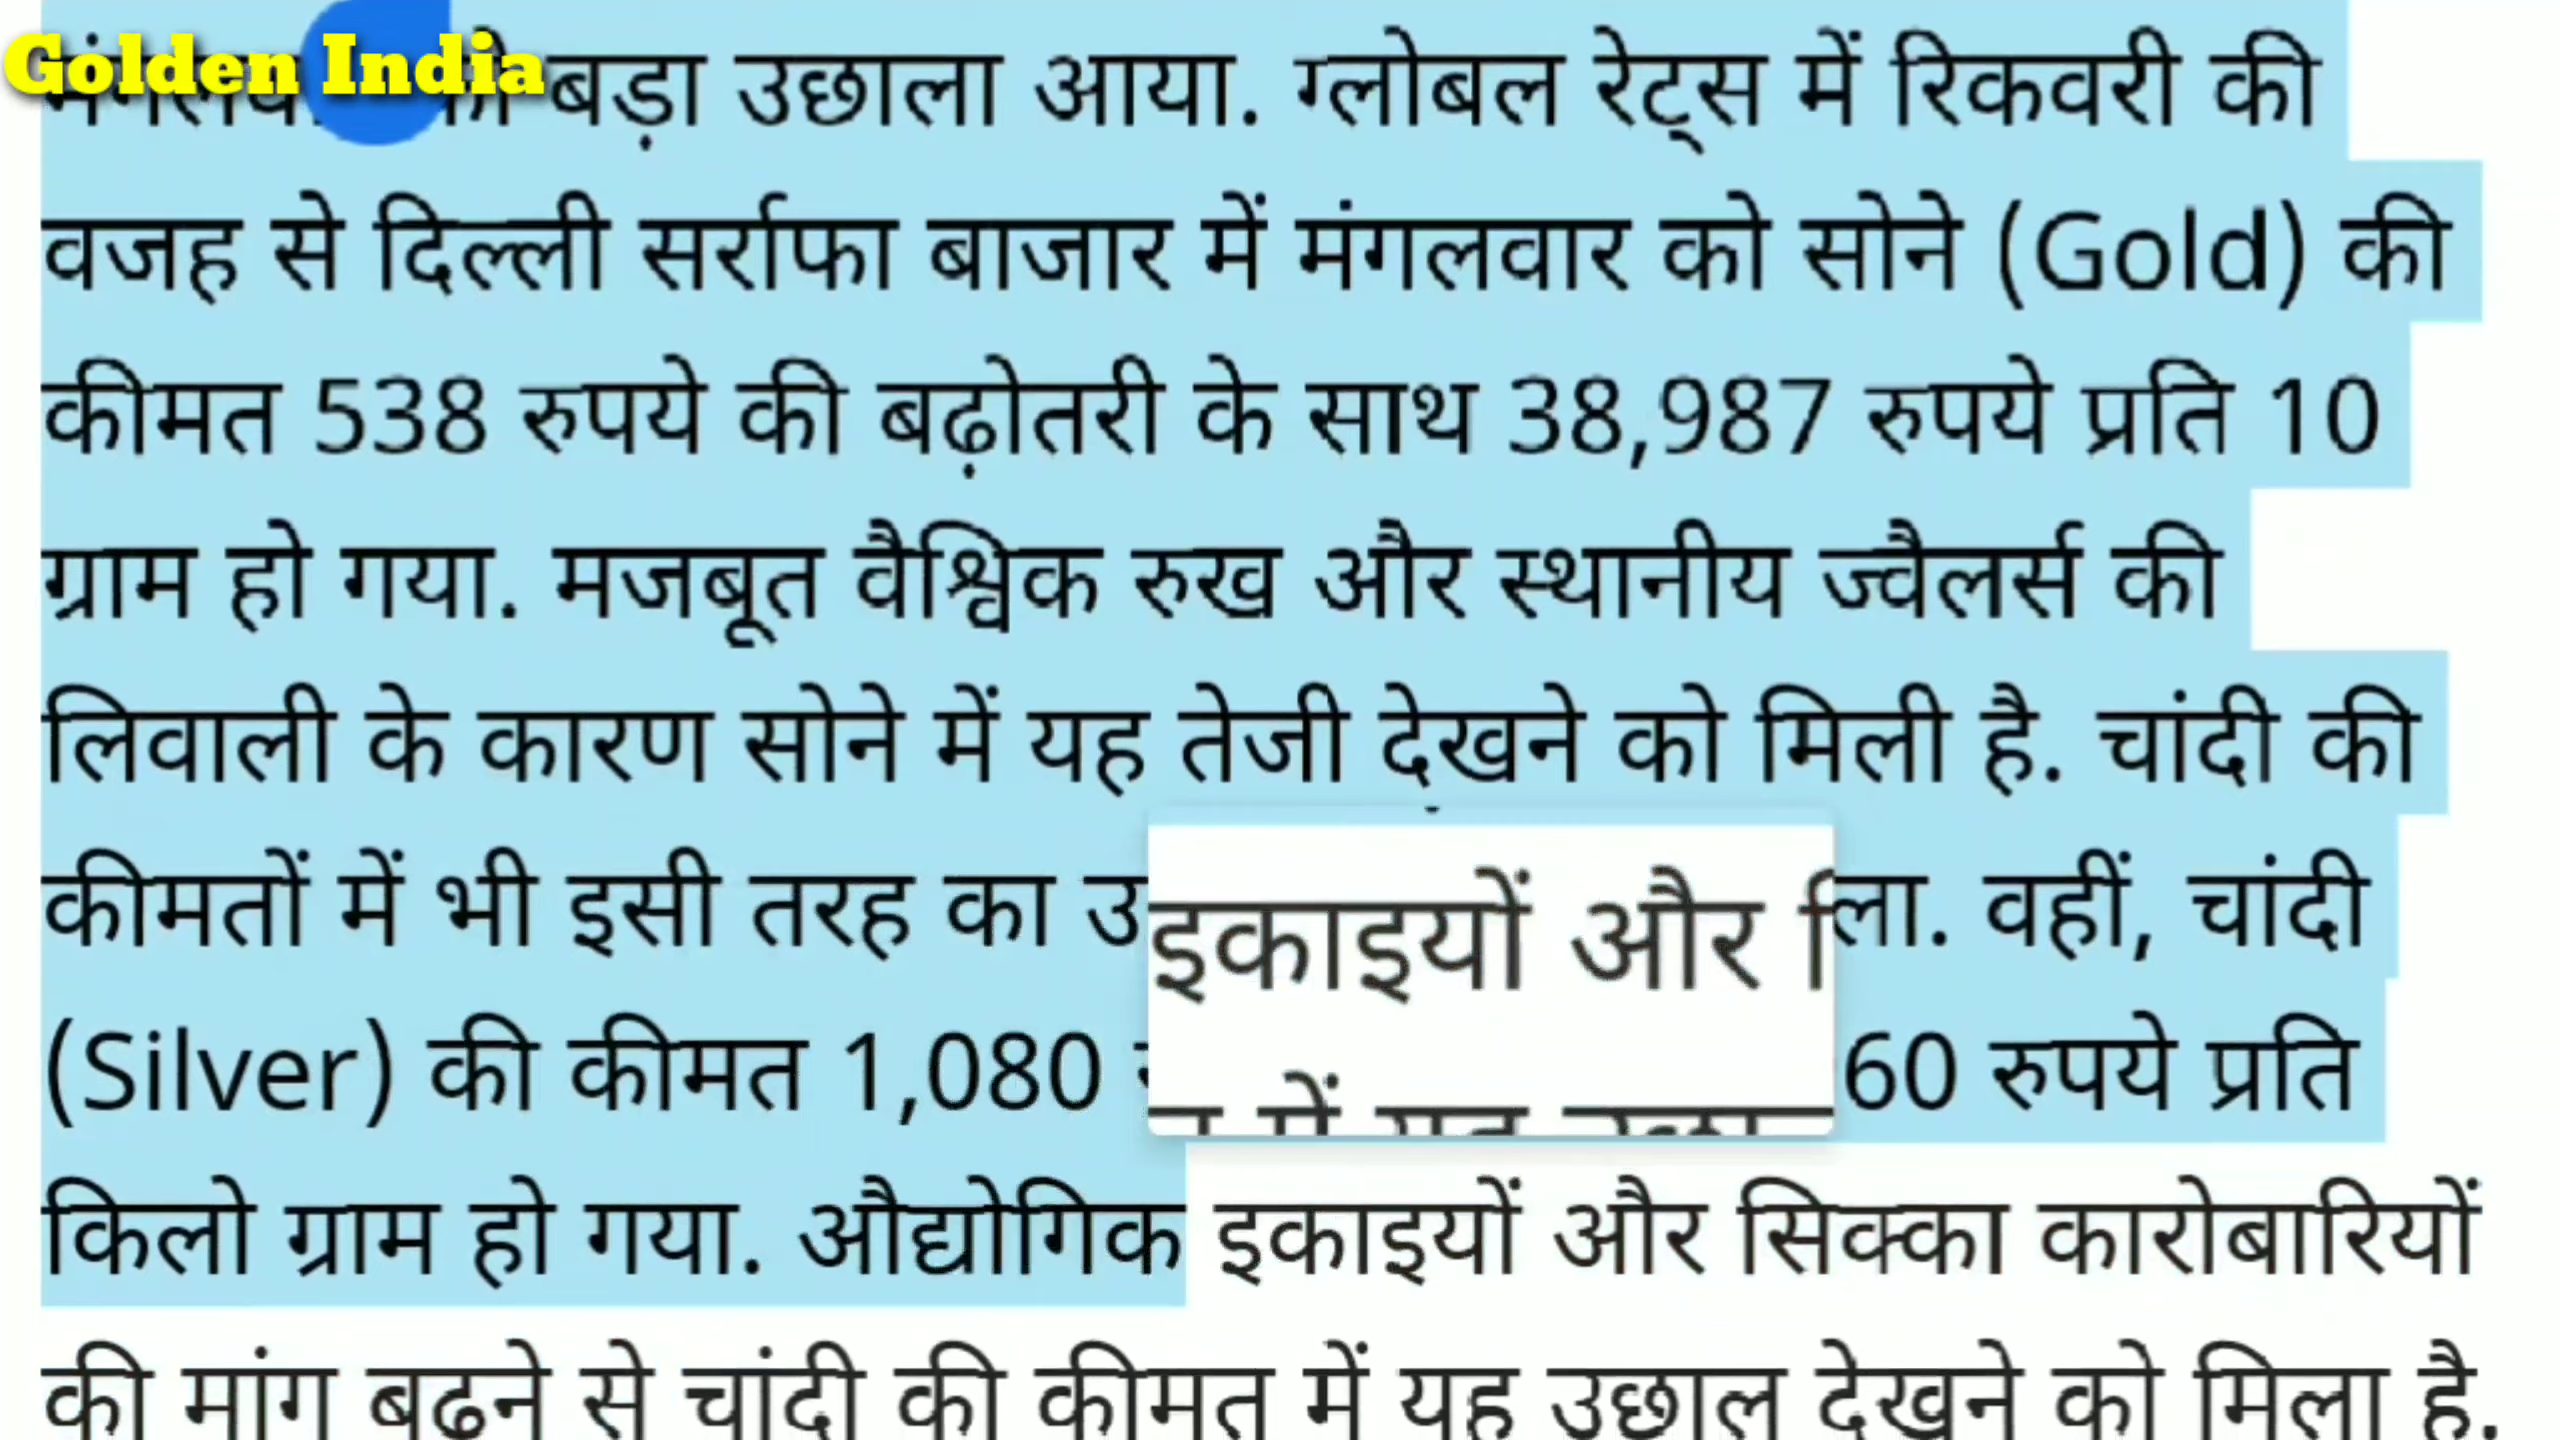 Golden India
बड़ा उछाला आया. ग्लोबल रेट्स में रिकवरी की
वजह से दिल्ली सर्राफा बाजार में मंगलवार को सोने (Gold) की
कीमत 538 रुपये की बढ़ोतरी के साथ 38,987 रुपये प्रति 10
ग्राम हो गया. मजबूत वैश्विक रुख और स्थानीय ज्वैलर्स की
लिवाली के कारण सोने में यह तेजी देखने को मिली है. चांदी की
कीमतों में भी इसी तरह का
इकाइयों और
वहीं, चांदी
(Silver) की कीमत 1,080
60 रुपये प्रति
किलो ग्राम हो गया. औद्योगिक इकाइयों और सिक्का कारोबारियों
की मांग बढने से चांदी की कीमत में यह उछाल देखने को मिला है.